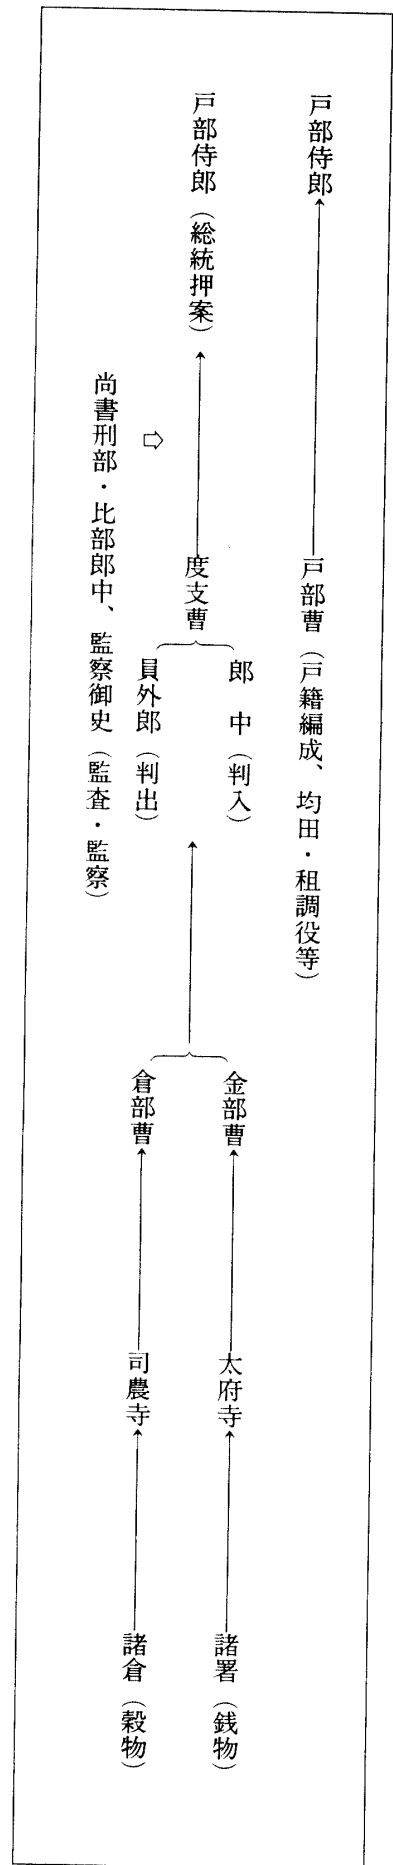 戸部侍郎←戸部曹(戸籍編成、均田・租調役等)
戸部侍郎(総統押案)←度支曹
郎 中(判入)
員外郎(判出)
⇨
尚書刑部・比部郎中、監察御史(監査・監察)
金部曹←太府寺←諸署(銭物)
倉部曹←司農寺←諸倉(穀物)